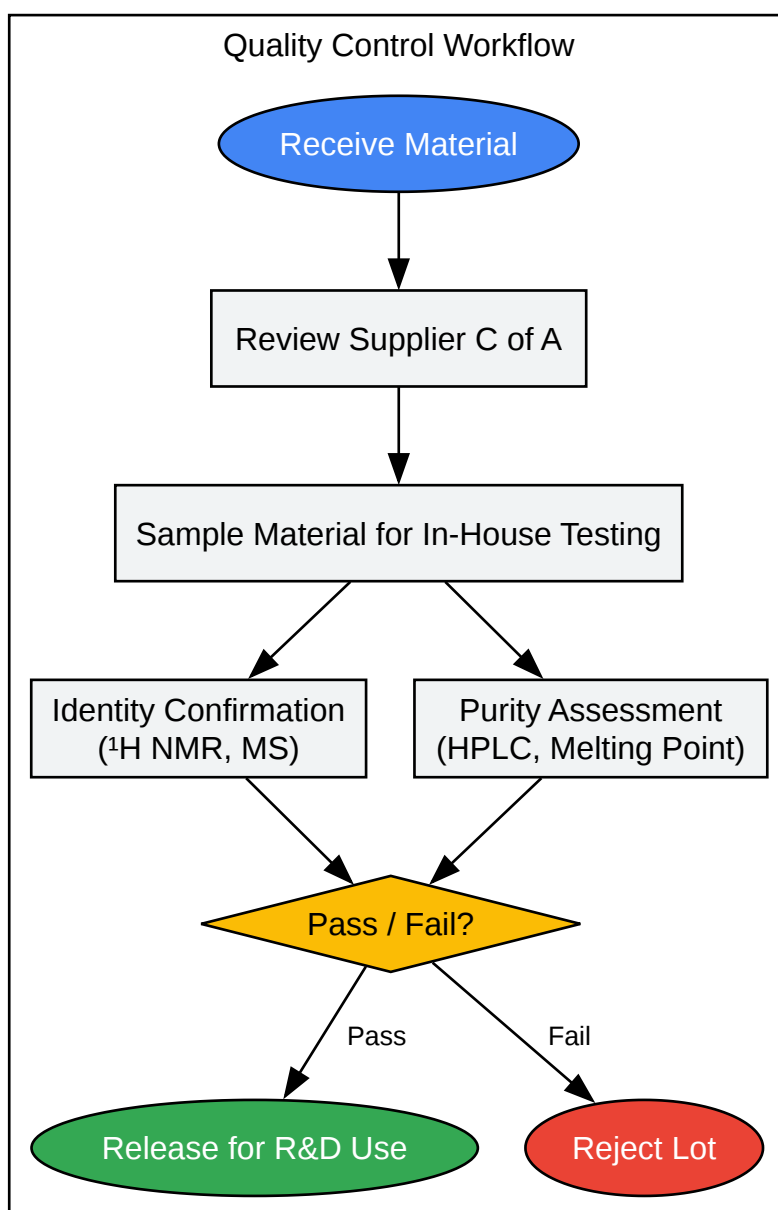 Quality Control Workflow
Receive Material
Review Supplier C of A
Sample Material for In-House Testing
Identity Confirmation
(¹H NMR, MS)
Purity Assessment
(HPLC, Melting Point)
Pass / Fail?
Pass
Fail
Release for R&D Use
Reject Lot